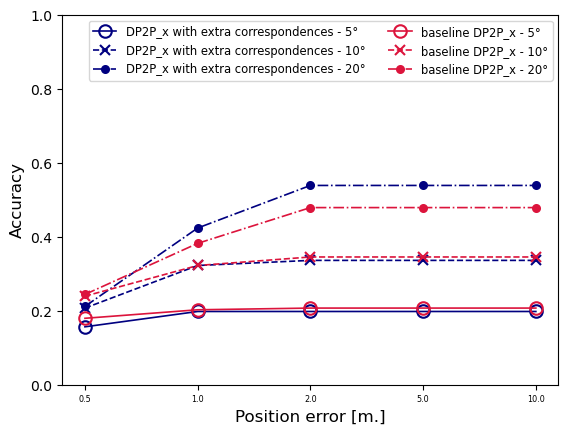 DP2P_x with extra correspondences - 5°
DP2P_x with extra correspondences - 10°
DP2P_x with extra correspondences - 20°
baseline DP2P_x - 5°
baseline DP2P_x - 10°
baseline DP2P_x - 20°
1.0
0.8
0.6
0.4
0.2
0.0
Accuracy
0.5 1.0 2.0 5.0 10.0
Position error [m.]